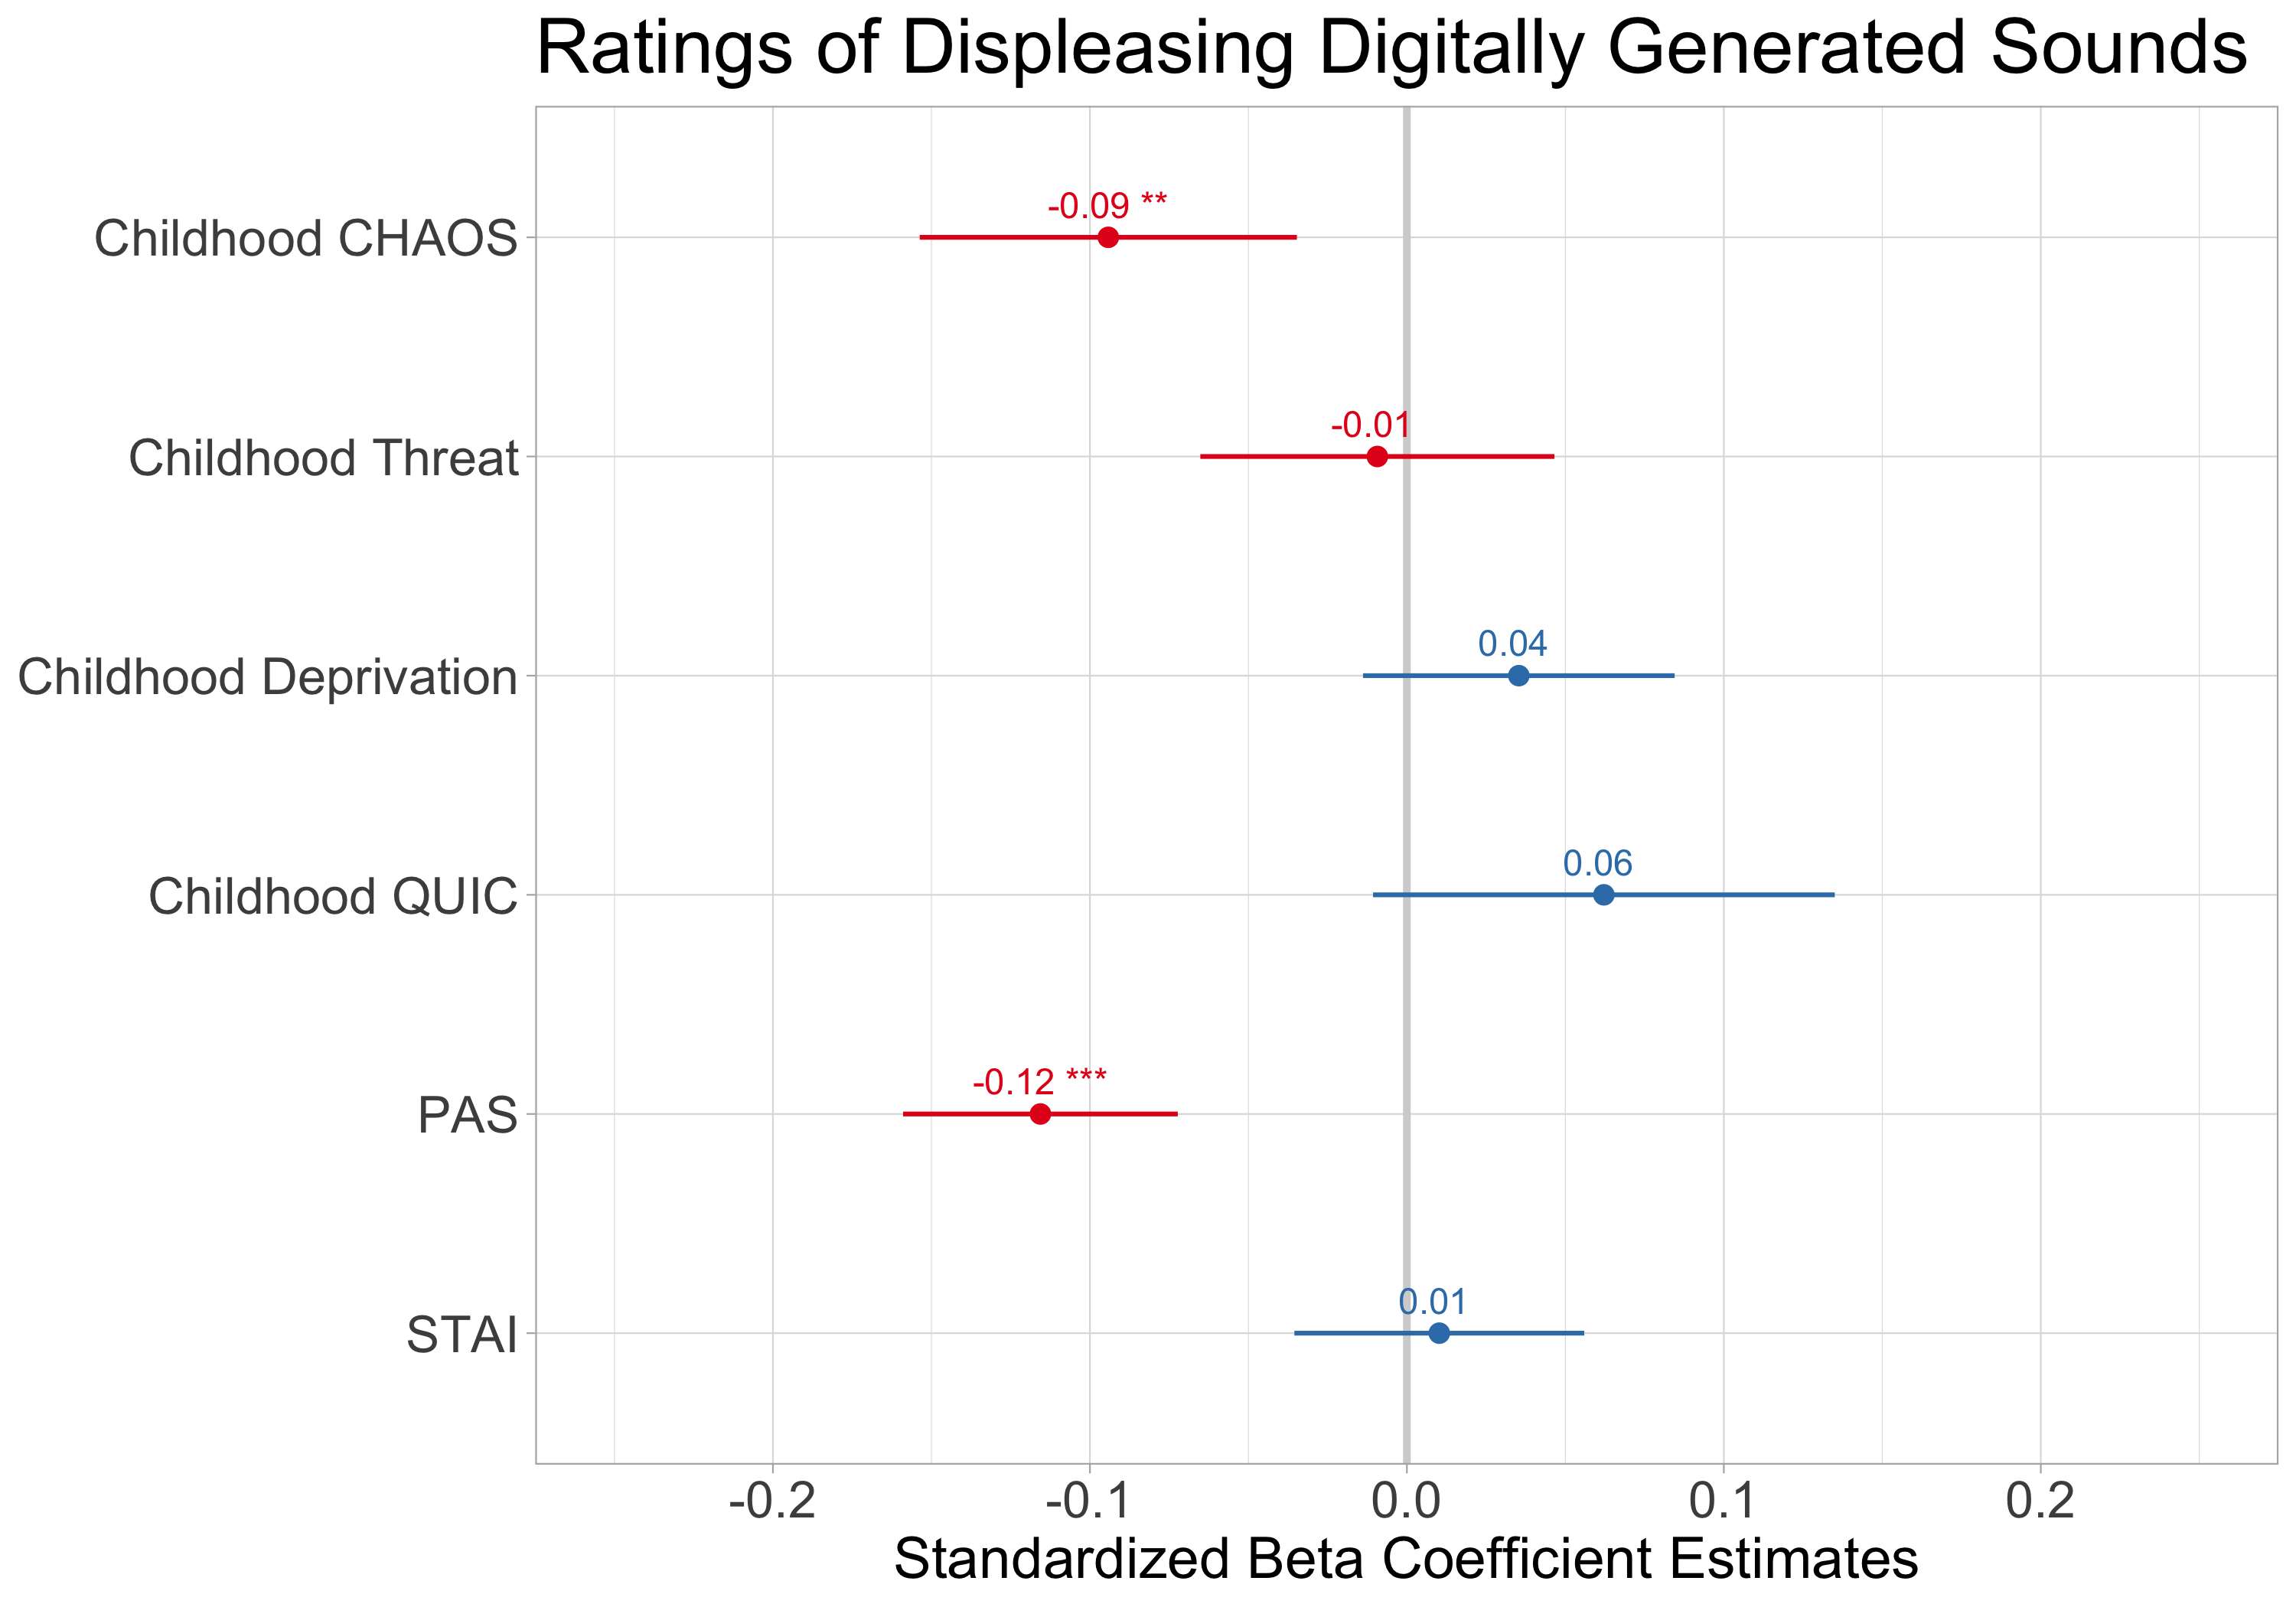 Ratings of Displeasing Digitally Generated Sounds
Childhood CHAOS
-0.09 **
Childhood Threat
-0.01
Childhood Deprivation
0.04
Childhood QUIC
0.06
PAS
-0.12 ***
STAI
0.01
-0.2 -0.1 0.0 0.1 0.2
Standardized Beta Coefficient Estimates